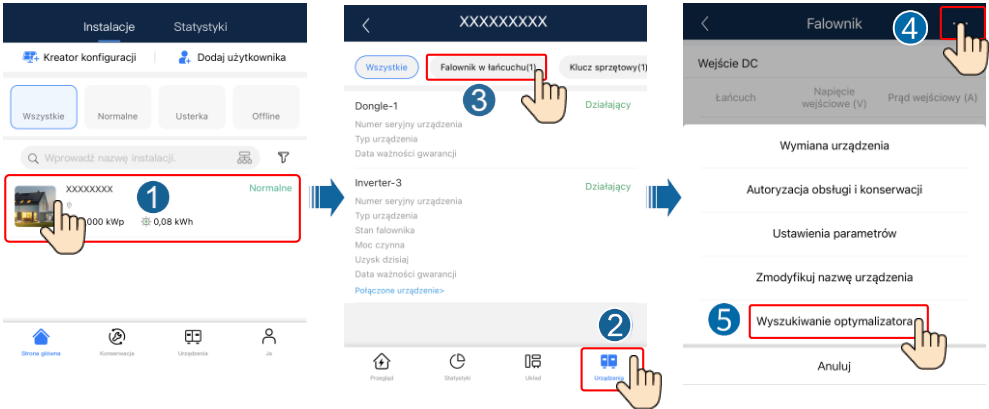 Instalacje
Statystyki
Kreator konfiguracji
Dodaj użytkownika
Wszystkie
Normalne
Usterka
Offline
Wprowadź nazwę instalacji.
XXXXXXXX
Normalne
1
000 kWp
0,08 kWh
Strona główna
Konserwacja
Urządzenia
Ja
XXXXXXXXX
Wszystkie
Falownik w łańcuchu(1)
Klucz sprzętowy(1)
3
Dongle-1
Działający
Numer seryjny urządzenia
Typ urządzenia
Data ważności gwarancji
Inverter-3
Działający
Numer seryjny urządzenia
Typ urządzenia
Stan falownika
Moc czynna
Uzysk dzisiaj
Data ważności gwarancji
Połączone urządzenie>
2
Przegląd
Statystyki
Układ
Urządzenia
Falownik
4
Wejście DC
Łańcuch
Napięcie
wejściowe (V)
Prąd wejściowy (A)
Wymiana urządzenia
Autoryzacja obsługi i konserwacji
Ustawienia parametrów
Zmodyfikuj nazwę urządzenia
5
Wyszukiwanie optymalizatora
Anuluj